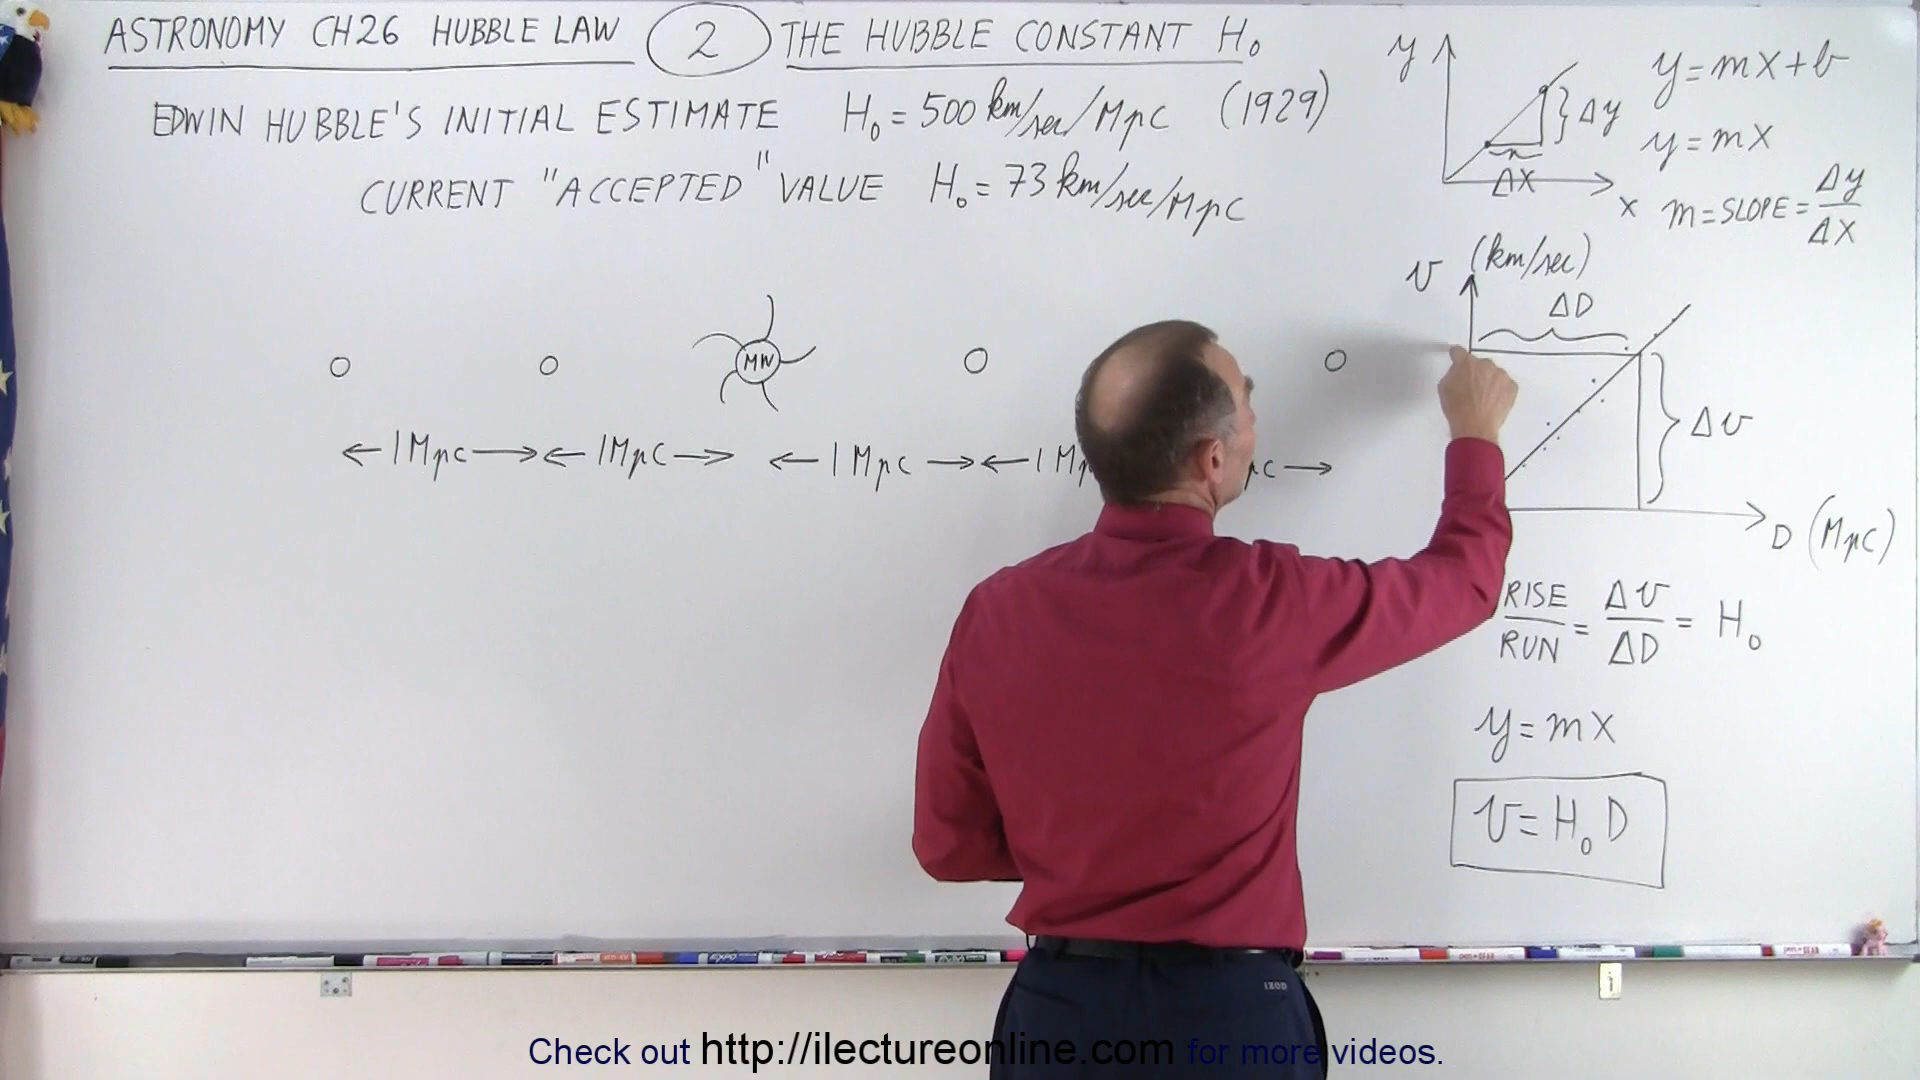 ASTRONOMY CH26 HUBBLE LAW 2 THE HUBBLE CONSTANT H₀
EDWIN HUBBLE'S INITIAL ESTIMATE H₀ = 500 km/sec/Mpc (1929)
CURRENT "ACCEPTED" VALUE H₀ = 73 km/sec/Mpc
MW
←1Mpc→ ←1Mpc→ ←1Mpc→ ←1Mp
pc→
y
Δy
ΔX
x
y=mx+b
y=mx
m=SLOPE=Δy/ΔX
v (km/sec)
ΔD
Δv
D (Mpc)
RISE/RUN = Δv/ΔD = H₀
y=mx
v=H₀D
IZOD
Check out http://ilectureonline.com for more videos.